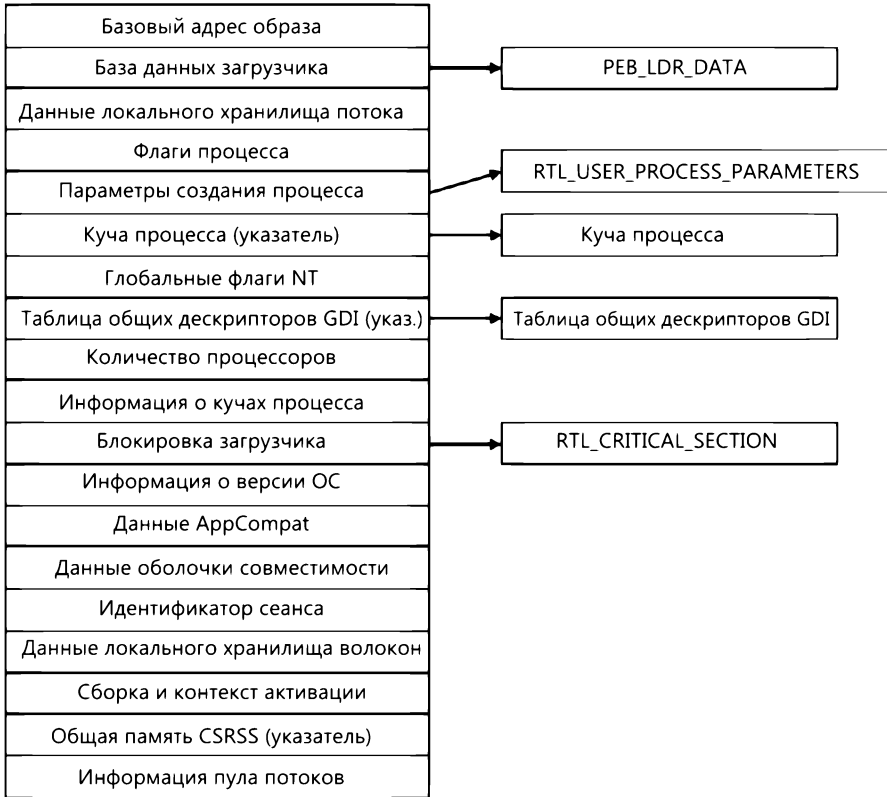 Базовый адрес образа
База данных загрузчика
PEB_LDR_DATA
Данные локального хранилища потока
Флаги процесса
Параметры создания процесса
RTL_USER_PROCESS_PARAMETERS
Куча процесса (указатель)
Куча процесса
Глобальные флаги NT
Таблица общих дескрипторов GDI (указ.)
Таблица общих дескрипторов GDI
Количество процессоров
Информация о кучах процесса
Блокировка загрузчика
RTL_CRITICAL_SECTION
Информация о версии ОС
Данные AppCompat
Данные оболочки совместимости
Идентификатор сеанса
Данные локального хранилища волокон
Сборка и контекст активации
Общая память CSRSS (указатель)
Информация пула потоков